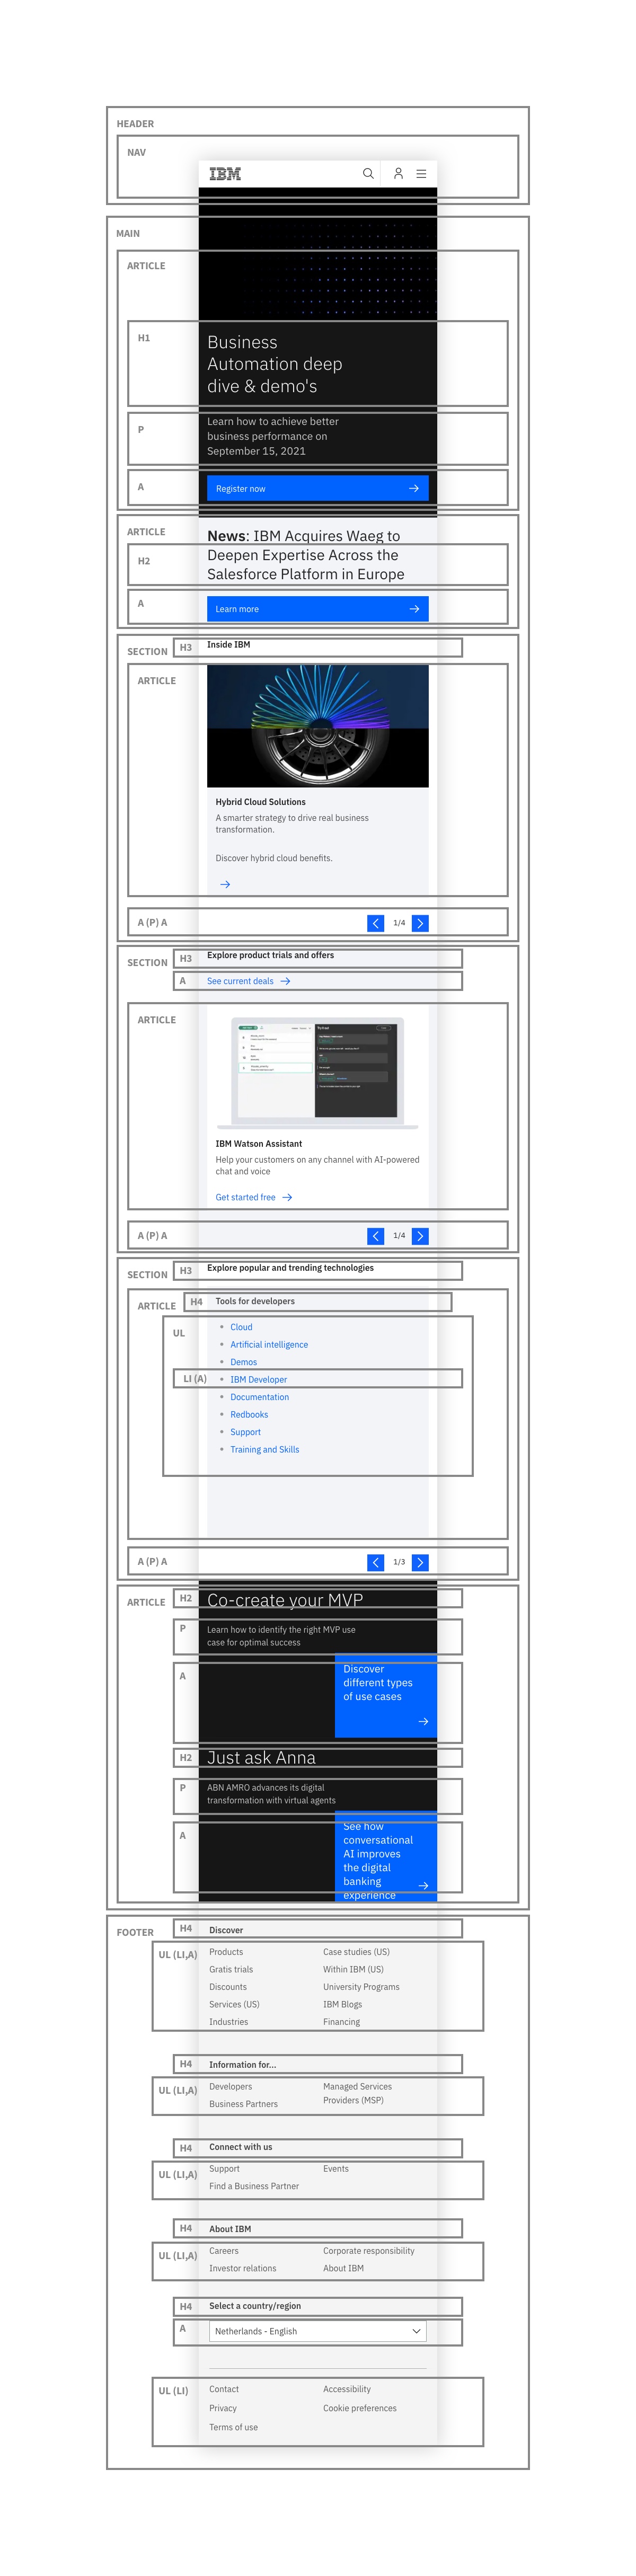 HEADER
NAV
IBM
MAIN
ARTICLE
H1
Business
Automation deep
dive & demo's
P
Learn how to achieve better
business performance on
September 15, 2021
A
Register now
ARTICLE
News: IBM Acquires Waeg to
Deepen Expertise Across the
Salesforce Platform in Europe
H2
A
Learn more
SECTION
H3
Inside IBM
ARTICLE
Hybrid Cloud Solutions
A smarter strategy to drive real business
transformation.
Discover hybrid cloud benefits.
A (P) A
1/4
SECTION
H3
Explore product trials and offers
A
See current deals
ARTICLE
IBM Watson Assistant
Help your customers on any channel with AI-powered
chat and voice
Get started free
A (P) A
1/4
SECTION
H3
Explore popular and trending technologies
ARTICLE
H4
Tools for developers
UL
Cloud
Artificial intelligence
Demos
LI (A)
IBM Developer
Documentation
Redbooks
Support
Training and Skills
A (P) A
1/3
ARTICLE
H2
Co-create your MVP
P
Learn how to identify the right MVP use
case for optimal success
A
Discover
different types
of use cases
H2
Just ask Anna
P
ABN AMRO advances its digital
transformation with virtual agents
A
See how
conversational
AI improves
the digital
banking
experience
FOOTER
H4
Discover
UL (LI,A)
Products Case studies (US)
Gratis trials Within IBM (US)
Discounts University Programs
Services (US) IBM Blogs
Industries Financing
H4
Information for...
UL (LI,A)
Developers Managed Services
Providers (MSP)
Business Partners
H4
Connect with us
UL (LI,A)
Support Events
Find a Business Partner
H4
About IBM
UL (LI,A)
Careers Corporate responsibility
Investor relations About IBM
H4
Select a country/region
A
Netherlands - English
UL (LI)
Contact Accessibility
Privacy Cookie preferences
Terms of use